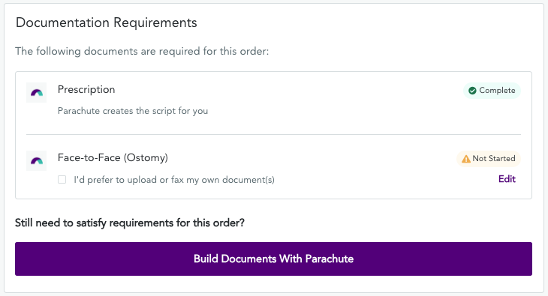 Documentation Requirements
The following documents are required for this order:
Prescription
Complete
Parachute creates the script for you
Face-to-Face (Ostomy)
Not Started
I'd prefer to upload or fax my own document(s)
Edit
Still need to satisfy requirements for this order?
Build Documents With Parachute